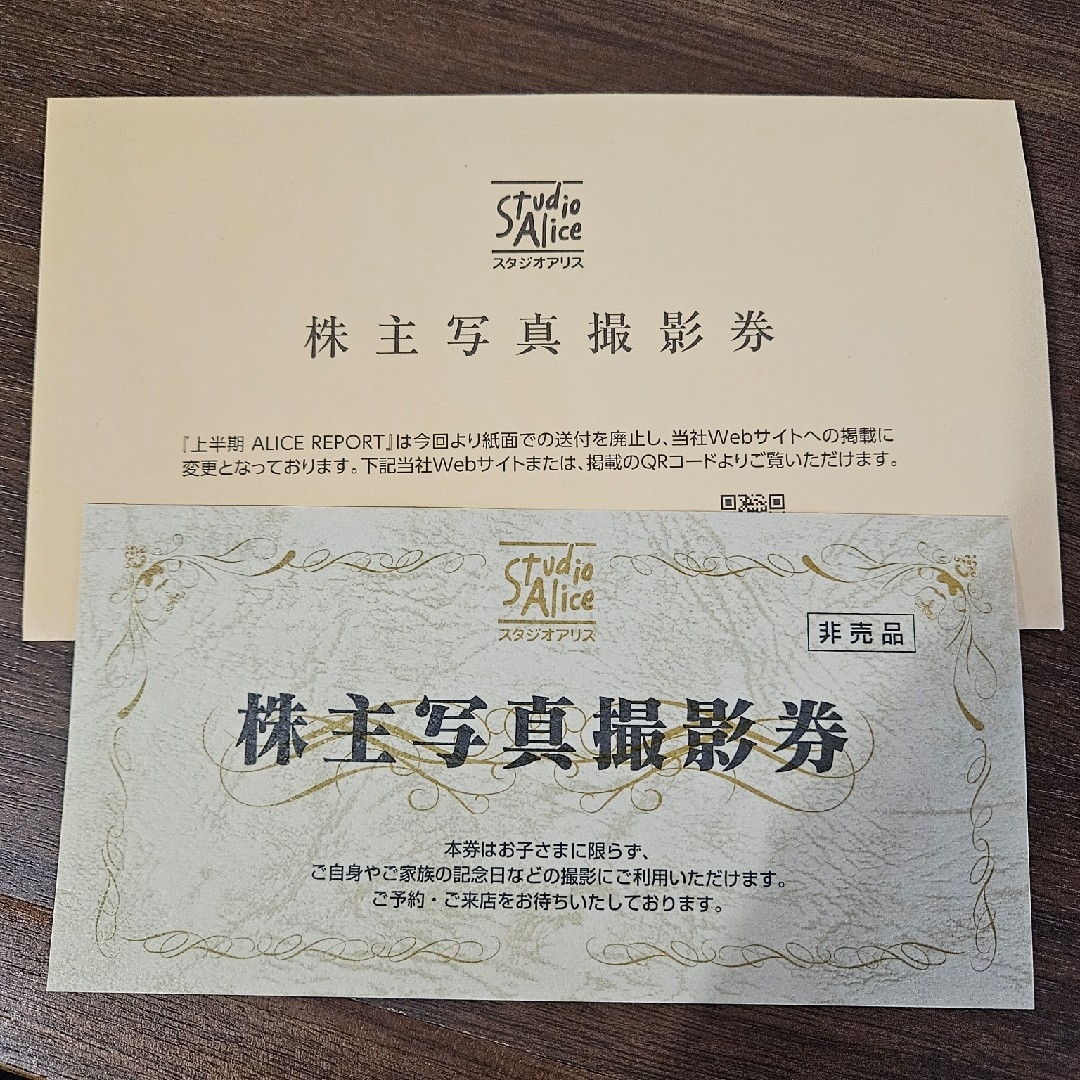 Studio
Alice
スタジオアリス
株主写真撮影券
『上半期 ALICE REPORT』は今回より紙面での送付を廃止し、当社Webサイトへの掲載に
変更となっております。下記当社Webサイトまたは、掲載のQRコードよりご覧いただけます。
Studio
Alice
スタジオアリス
非売品
株主写真撮影券
本券はお子さまに限らず、
ご自身やご家族の記念日などの撮影にご利用いただけます。
ご予約・ご来店をお待ちいたしております。